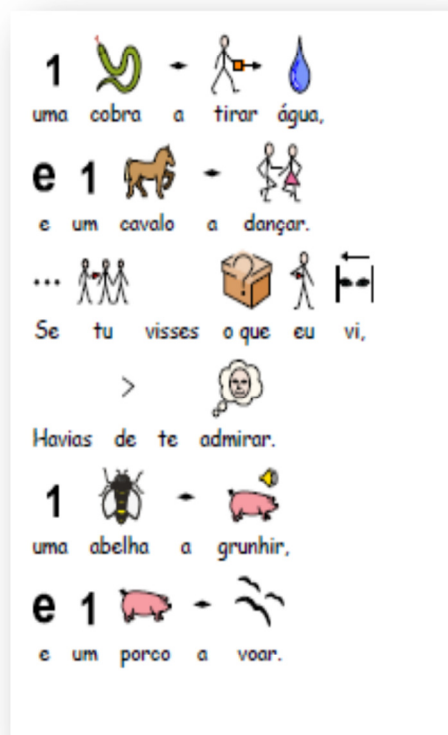 1
uma cobra a tirar água,
e 1
e um cavalo a dançar.
... ?
Se tu visses o que eu vi,
>
Havias de te admirar.
1
uma abelha a grunhir,
e 1
e um porco a voar.